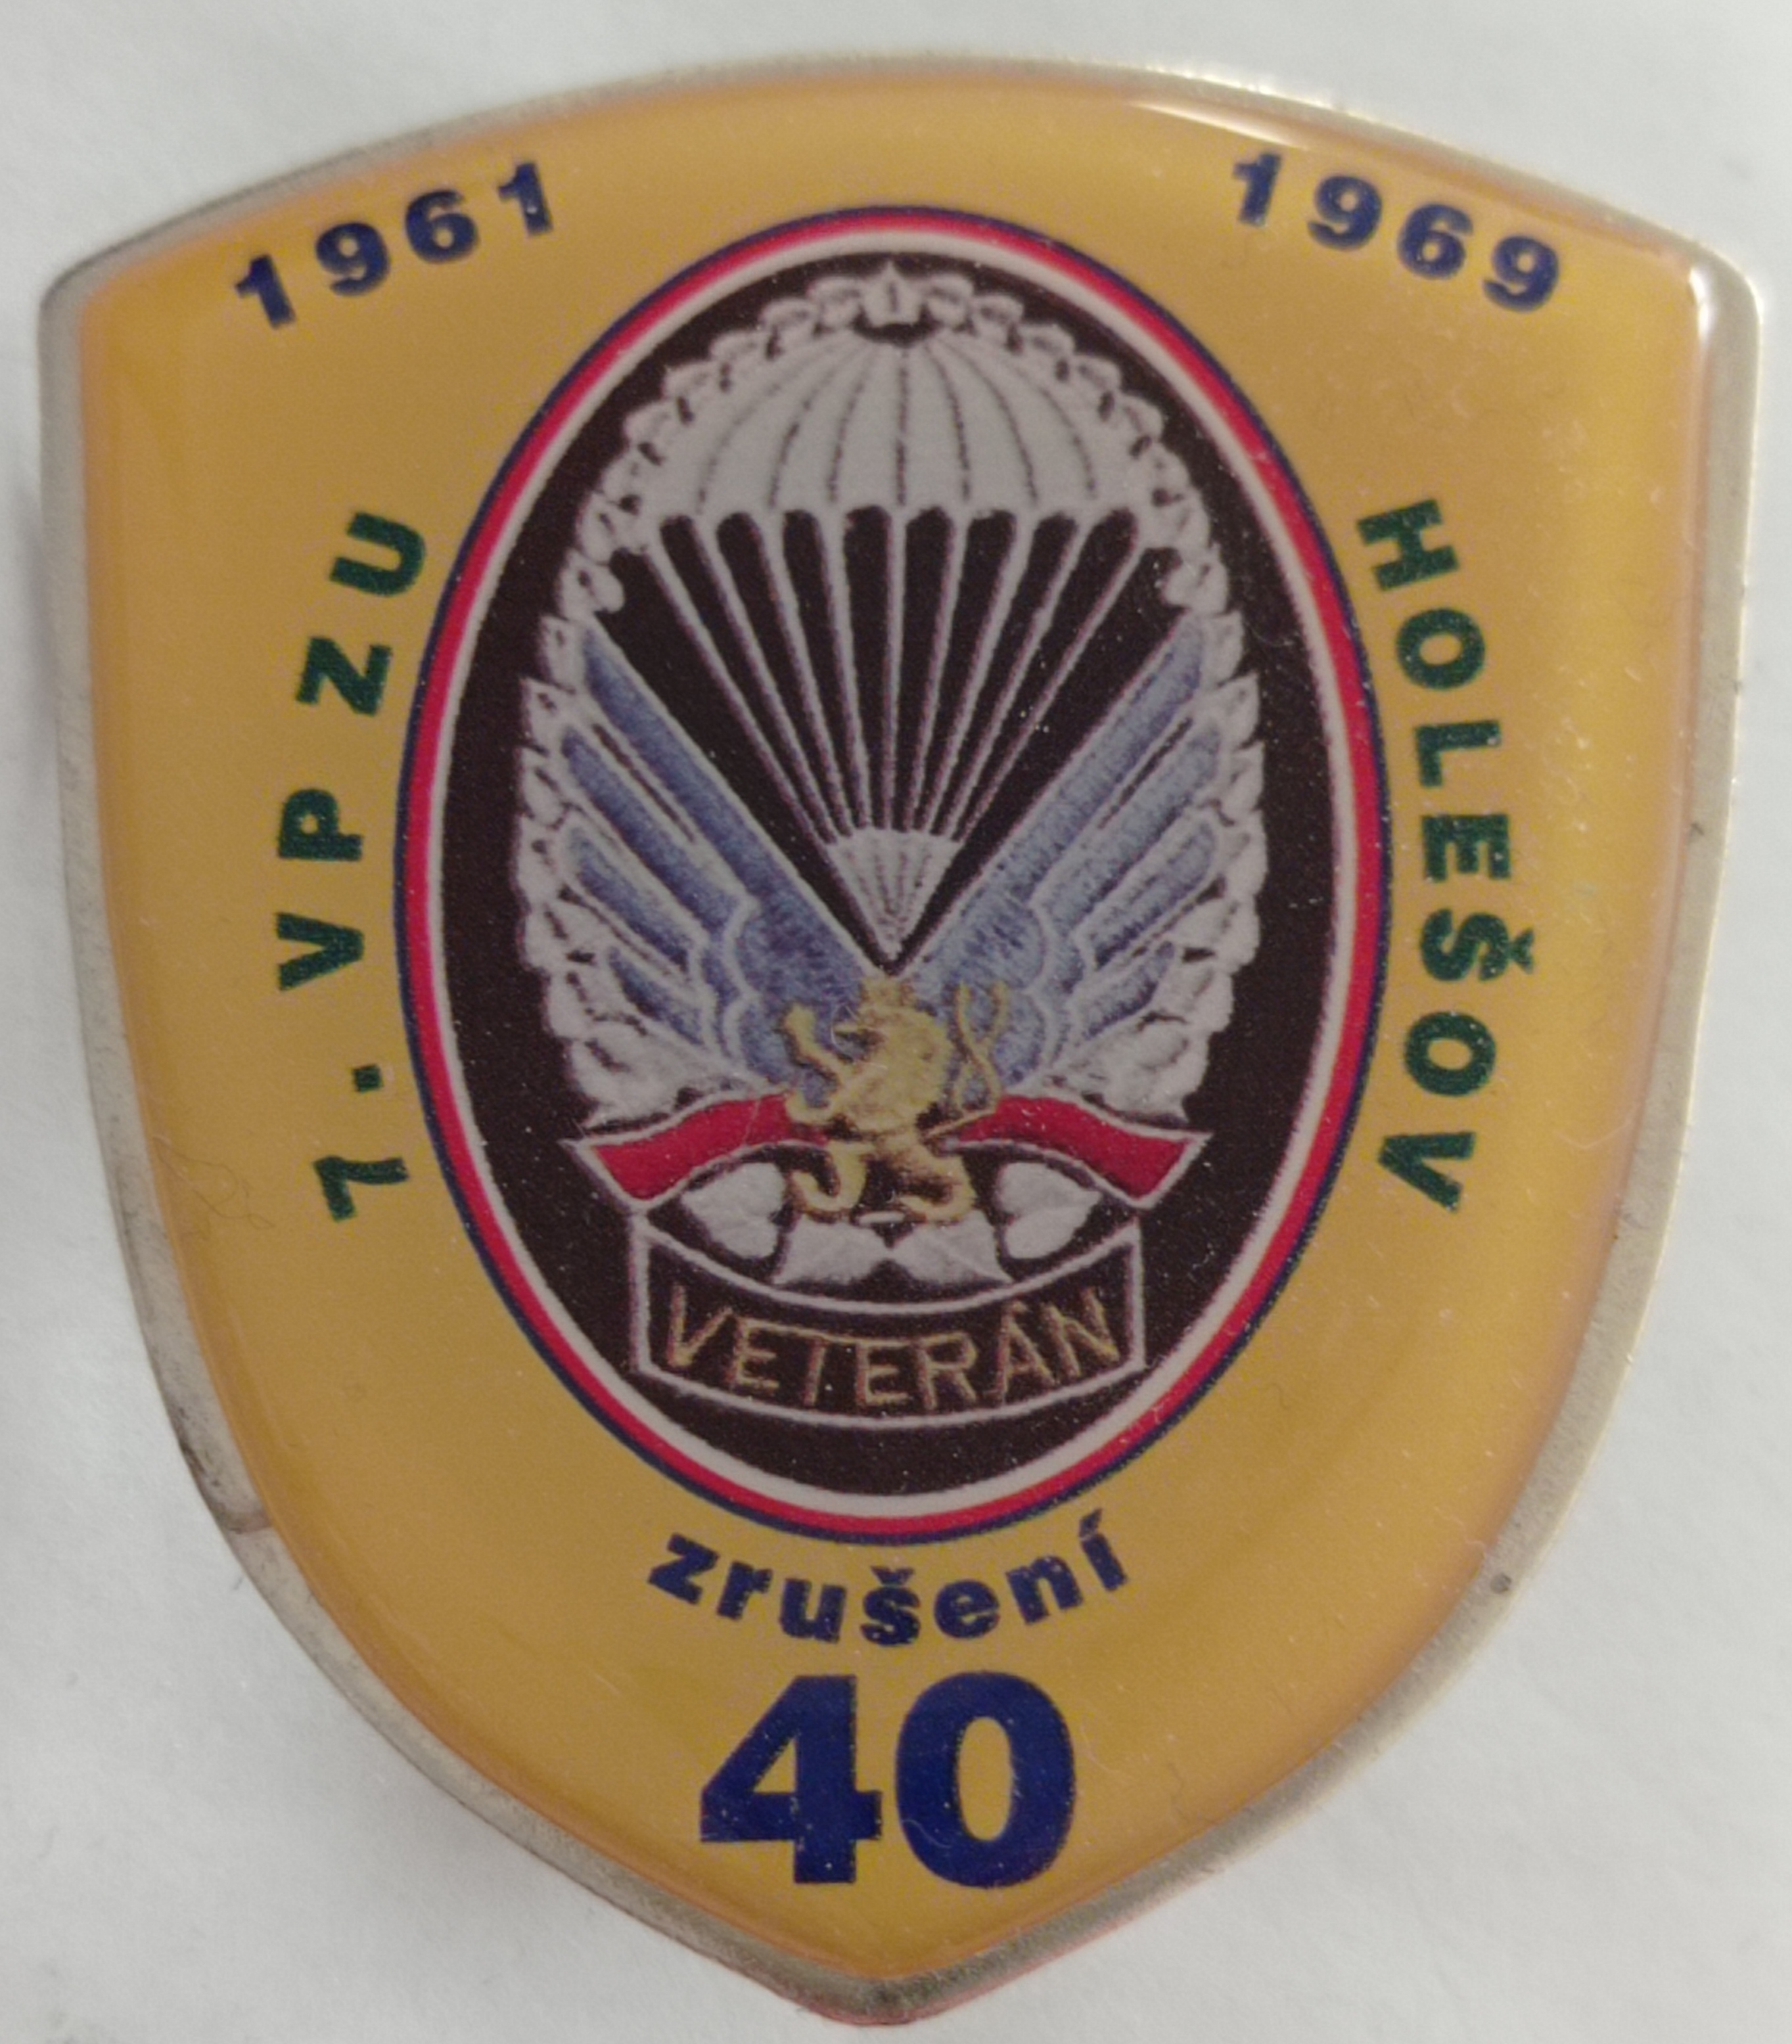 1961
1969
7. VPZU
HOLEŠOV
VETERÁN
zrušení
40